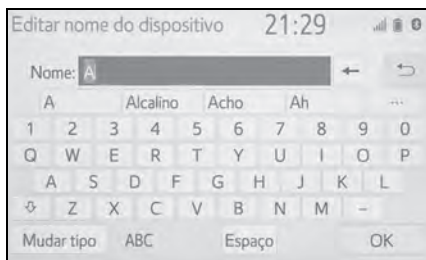 Editar nome do dispositivo 21:29
Nome: A
A Alcalino Acho Ah ...
1 2 3 4 5 6 7 8 9 0
Q W E R T Y U I O P
A S D F G H J K L
Z X C V B N M -
Mudar tipo ABC Espaço OK